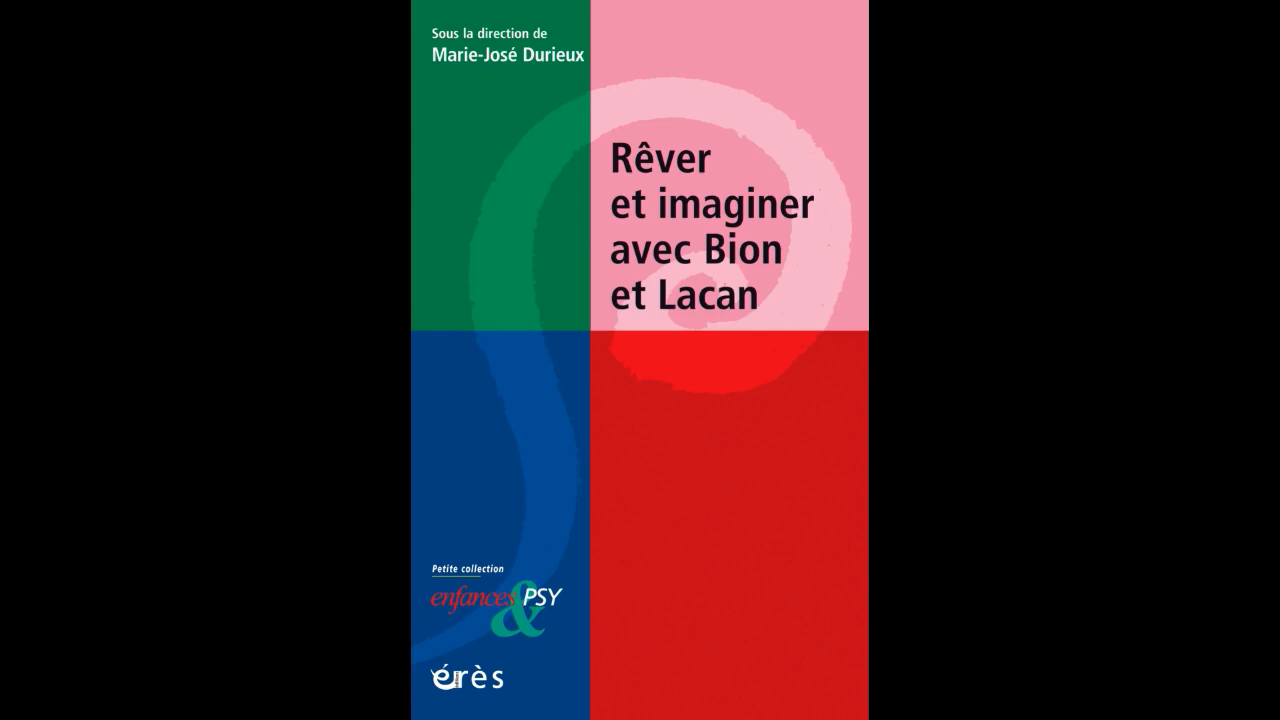 Sous la direction de
Marie-José Durieux
Rêver
et imaginer
avec Bion
et Lacan
Petite collection
enfances & PSY
érès